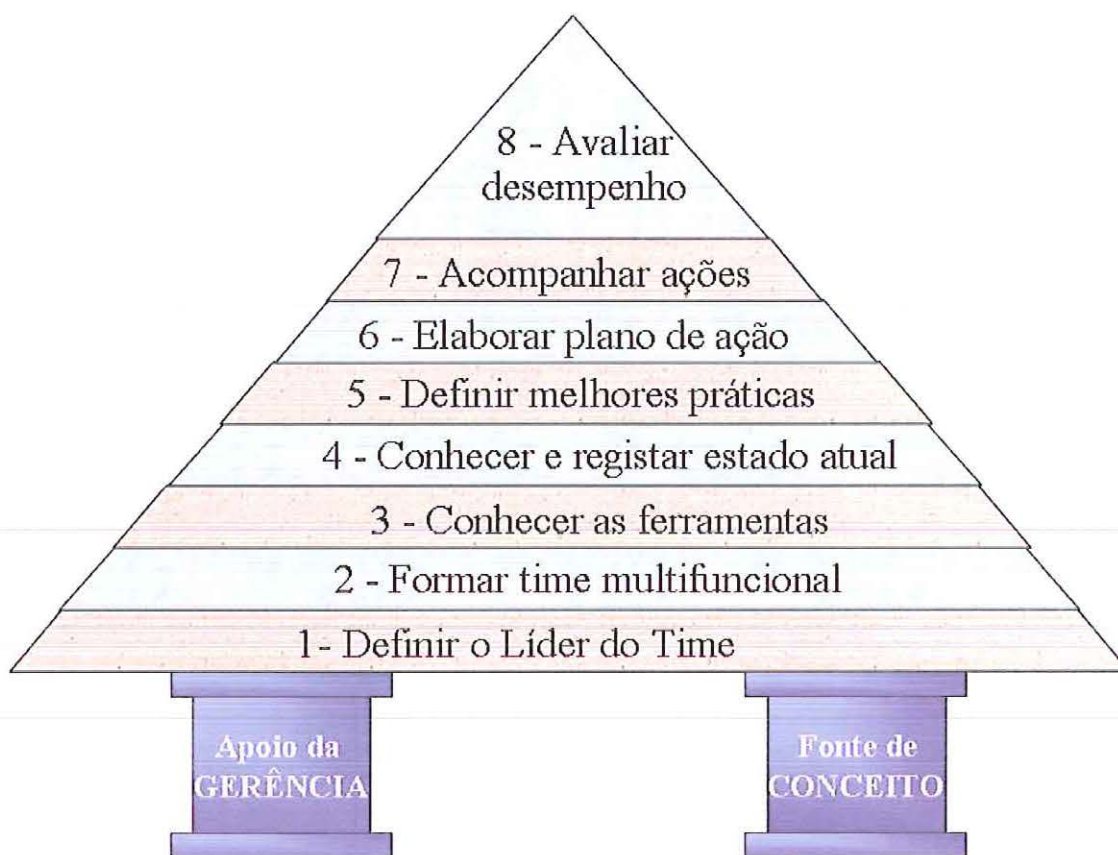 8 - Avaliar
desempenho
7 - Acompanhar ações
6 - Elaborar plano de ação
5 - Definir melhores práticas
4 - Conhecer e registar estado atual
3 - Conhecer as ferramentas
2 - Formar time multifuncional
1- Definir o Líder do Time
Apoio da
GERÊNCIA
Fonte de
CONCEITO